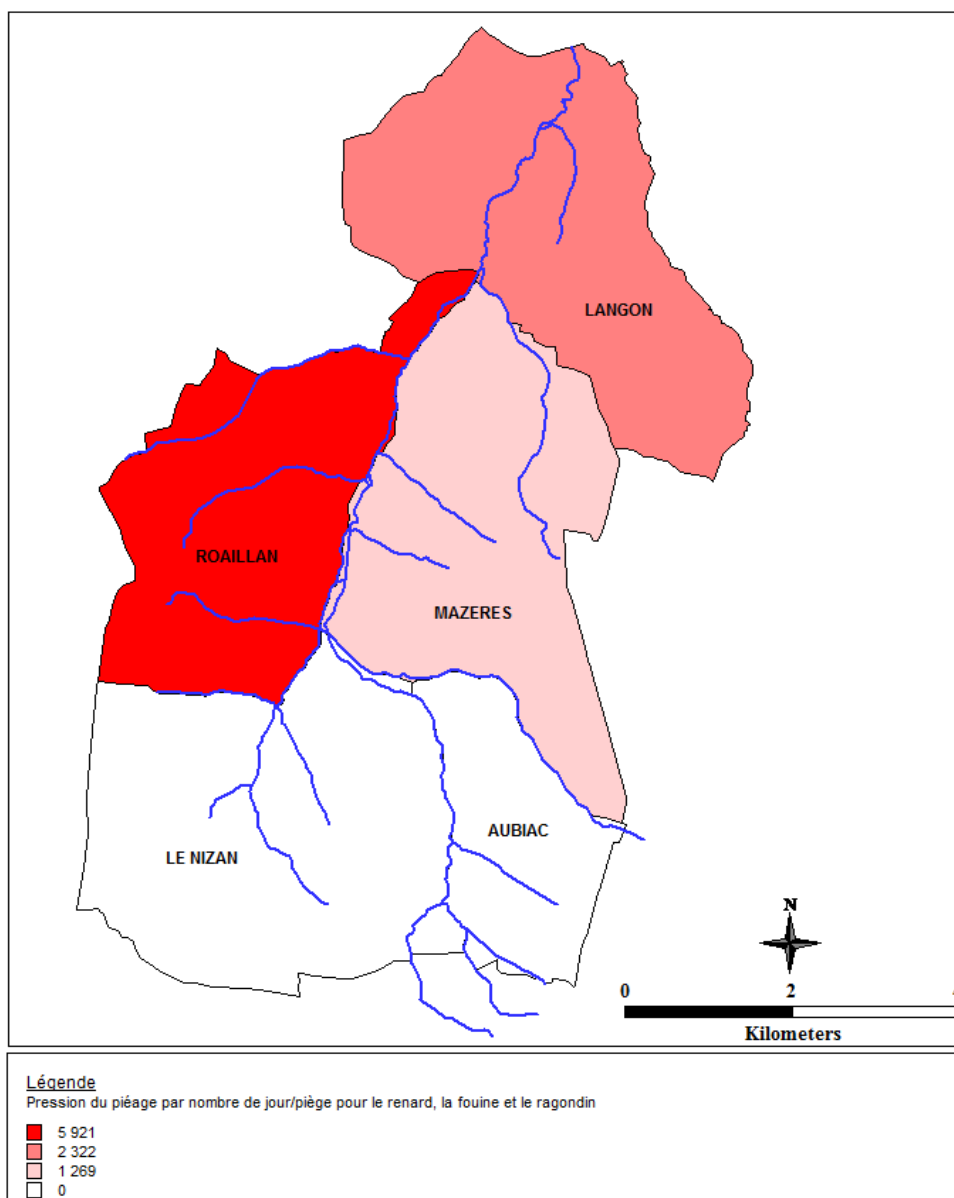 LANGON
ROAILLAN
MAZERES
AUBIAC
LE NIZAN
N
0 2 4
Kilometers
Légende
Pression du piéage par nombre de jour/piège pour le renard, la fouine et le ragondin
5 921
2 322
1 269
0